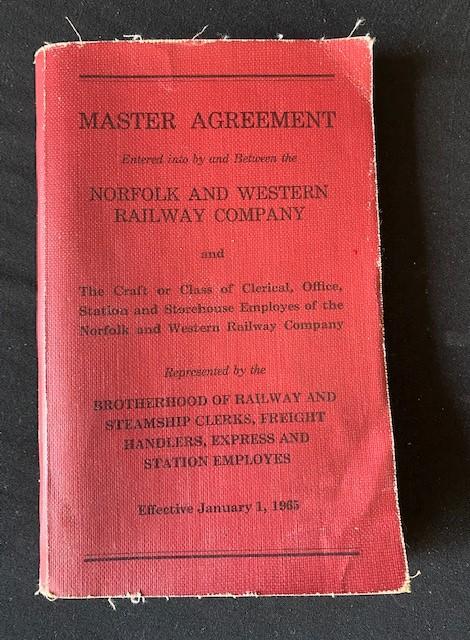 MASTER AGREEMENT
Entered into by and Between the
NORFOLK AND WESTERN
RAILWAY COMPANY
and
The Craft or Class of Clerical, Office,
Station and Storehouse Employes of the
Norfolk and Western Railway Company
Represented by the
BROTHERHOOD OF RAILWAY AND
STEAMSHIP CLERKS, FREIGHT
HANDLERS, EXPRESS AND
STATION EMPLOYES
Effective January 1, 1965